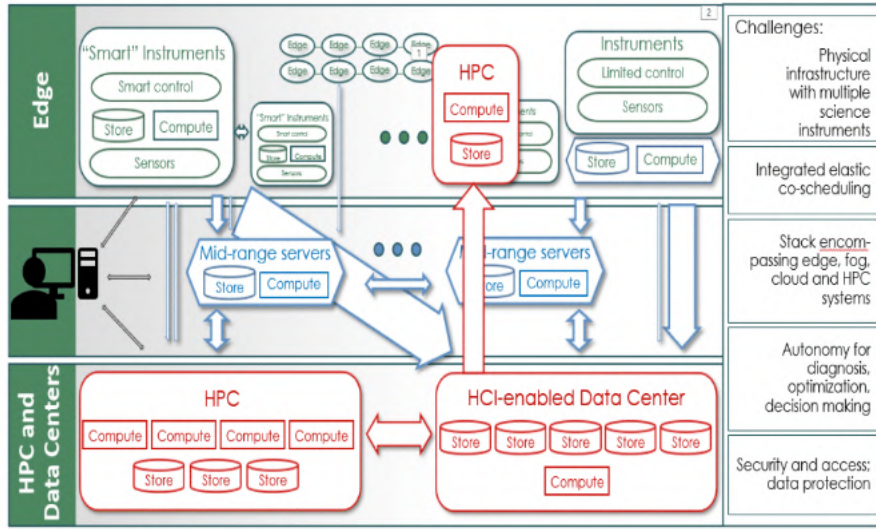 2
Edge
"Smart" Instruments
Smart control
Store
Compute
Sensors
"Smart" Instruments
Smart control
Store
Compute
Sensors
Edge
Edge
Edge
Edge
1
Edge
Edge
Edge
Edge
HPC
Compute
Store
Instruments
Limited control
Sensors
Store
Compute
Mid-range servers
Store
Compute
Mid-range servers
Store
Compute
HPC and
Data Centers
HPC
Compute
Compute
Compute
Compute
Store
Store
Store
HCI-enabled Data Center
Store
Store
Store
Store
Store
Compute
Challenges:
Physical
infrastructure
with multiple
science
instruments
Integrated elastic
co-scheduling
Stack encom-
passing edge, fog,
cloud and HPC
systems
Autonomy for
diagnosis,
optimization,
decision making
Security and access;
data protection